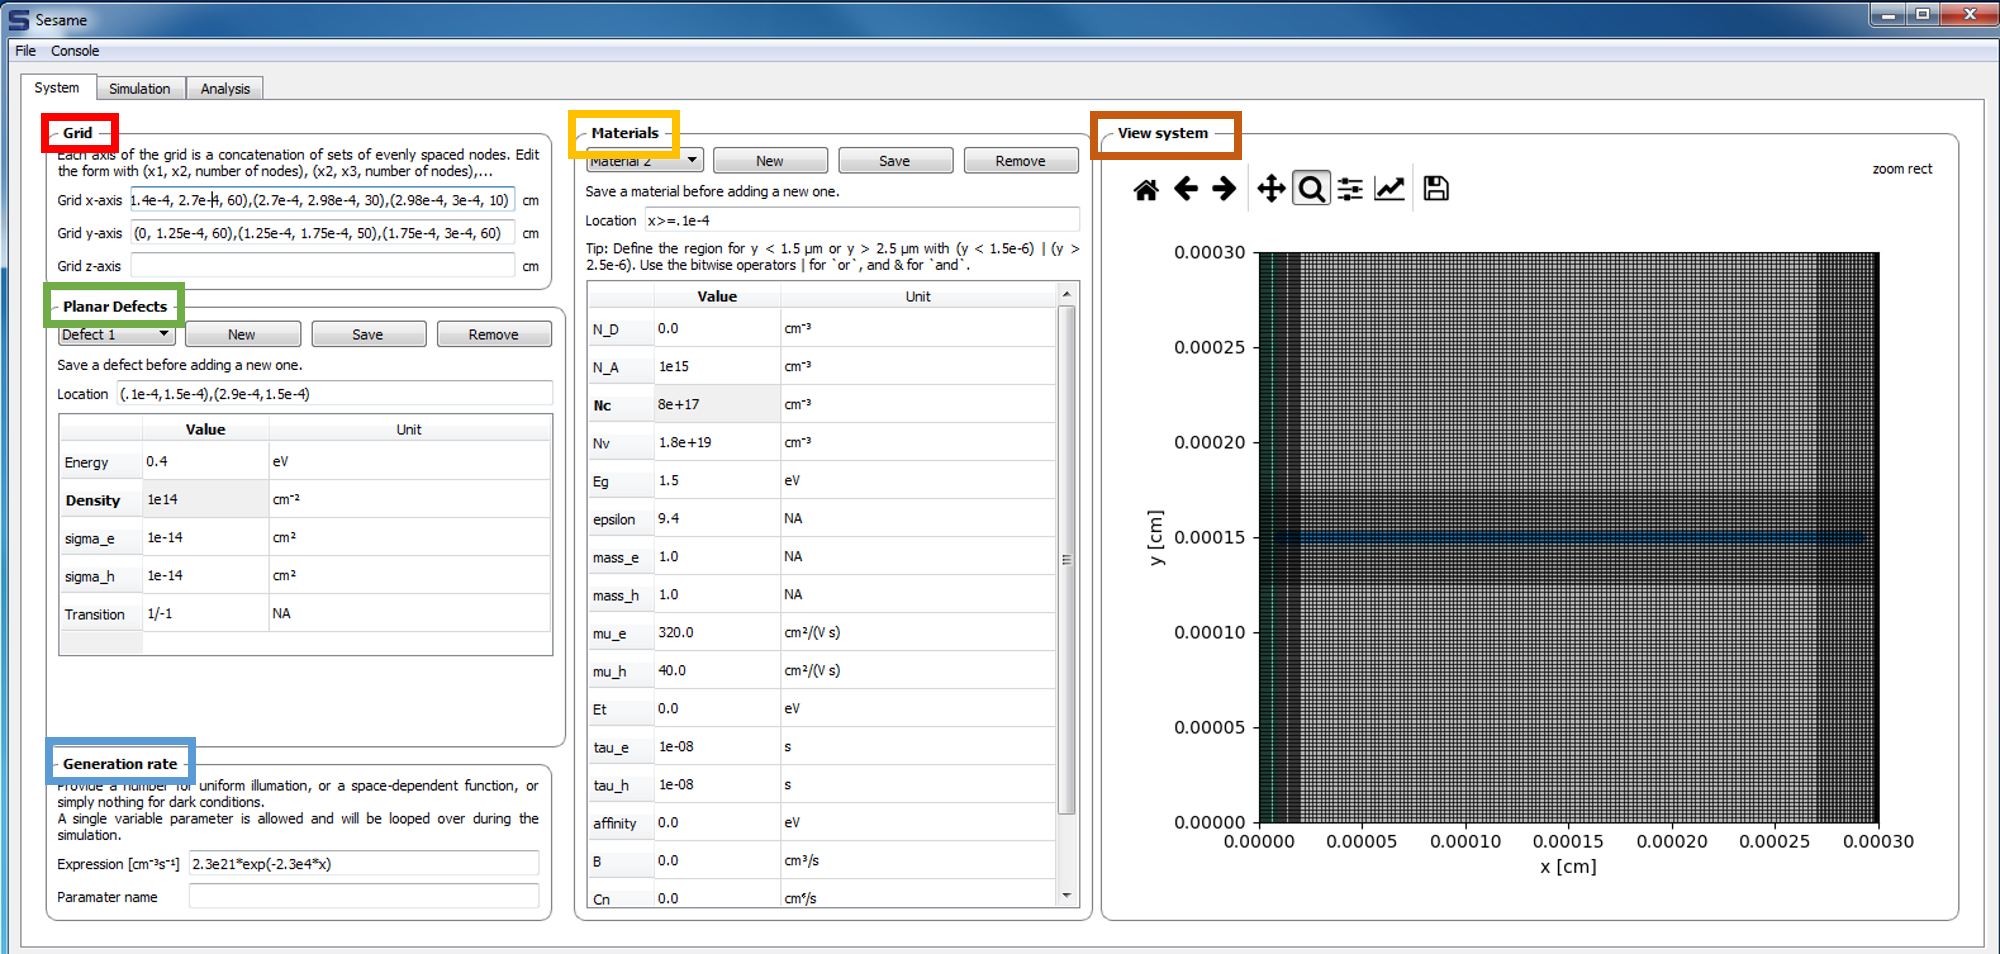 Sesame
File Console
System Simulation Analysis
Grid
Each axis of the grid is a concatenation of sets of evenly spaced nodes. Edit
the form with (x1, x2, number of nodes), (x2, x3, number of nodes),...
Grid x-axis 1.4e-4, 2.7e-4, 60),(2.7e-4, 2.98e-4, 30),(2.98e-4, 3e-4, 10) cm
Grid y-axis (0, 1.25e-4, 60),(1.25e-4, 1.75e-4, 50),(1.75e-4, 3e-4, 60) cm
Grid z-axis cm
Planar Defects
Defect 1 New Save Remove
Save a defect before adding a new one.
Location (.1e-4,1.5e-4),(2.9e-4,1.5e-4)
Value Unit
Energy 0.4 eV
Density 1e14 cm⁻²
sigma_e 1e-14 cm²
sigma_h 1e-14 cm²
Transition 1/-1 NA
Generation rate
Provide a number for uniform illumation, or a space-dependent function, or
simply nothing for dark conditions.
A single variable parameter is allowed and will be looped over during the
simulation.
Expression [cm⁻³s⁻¹] 2.3e21*exp(-2.3e4*x)
Paramater name
Materials
Material 2 New Save Remove
Save a material before adding a new one.
Location x>=.1e-4
Tip: Define the region for y < 1.5 µm or y > 2.5 µm with (y < 1.5e-6) | (y >
2.5e-6). Use the bitwise operators | for `or`, and & for `and`.
Value Unit
N_D 0.0 cm⁻³
N_A 1e15 cm⁻³
Nc 8e+17 cm⁻³
Nv 1.8e+19 cm⁻³
Eg 1.5 eV
epsilon 9.4 NA
mass_e 1.0 NA
mass_h 1.0 NA
mu_e 320.0 cm²/(V s)
mu_h 40.0 cm²/(V s)
Et 0.0 eV
tau_e 1e-08 s
tau_h 1e-08 s
affinity 0.0 eV
B 0.0 cm³/s
Cn 0.0 cm⁶/s
View system
zoom rect
0.00030
0.00025
0.00020
0.00015
0.00010
0.00005
0.00000
y [cm]
0.00000 0.00005 0.00010 0.00015 0.00020 0.00025 0.00030
x [cm]